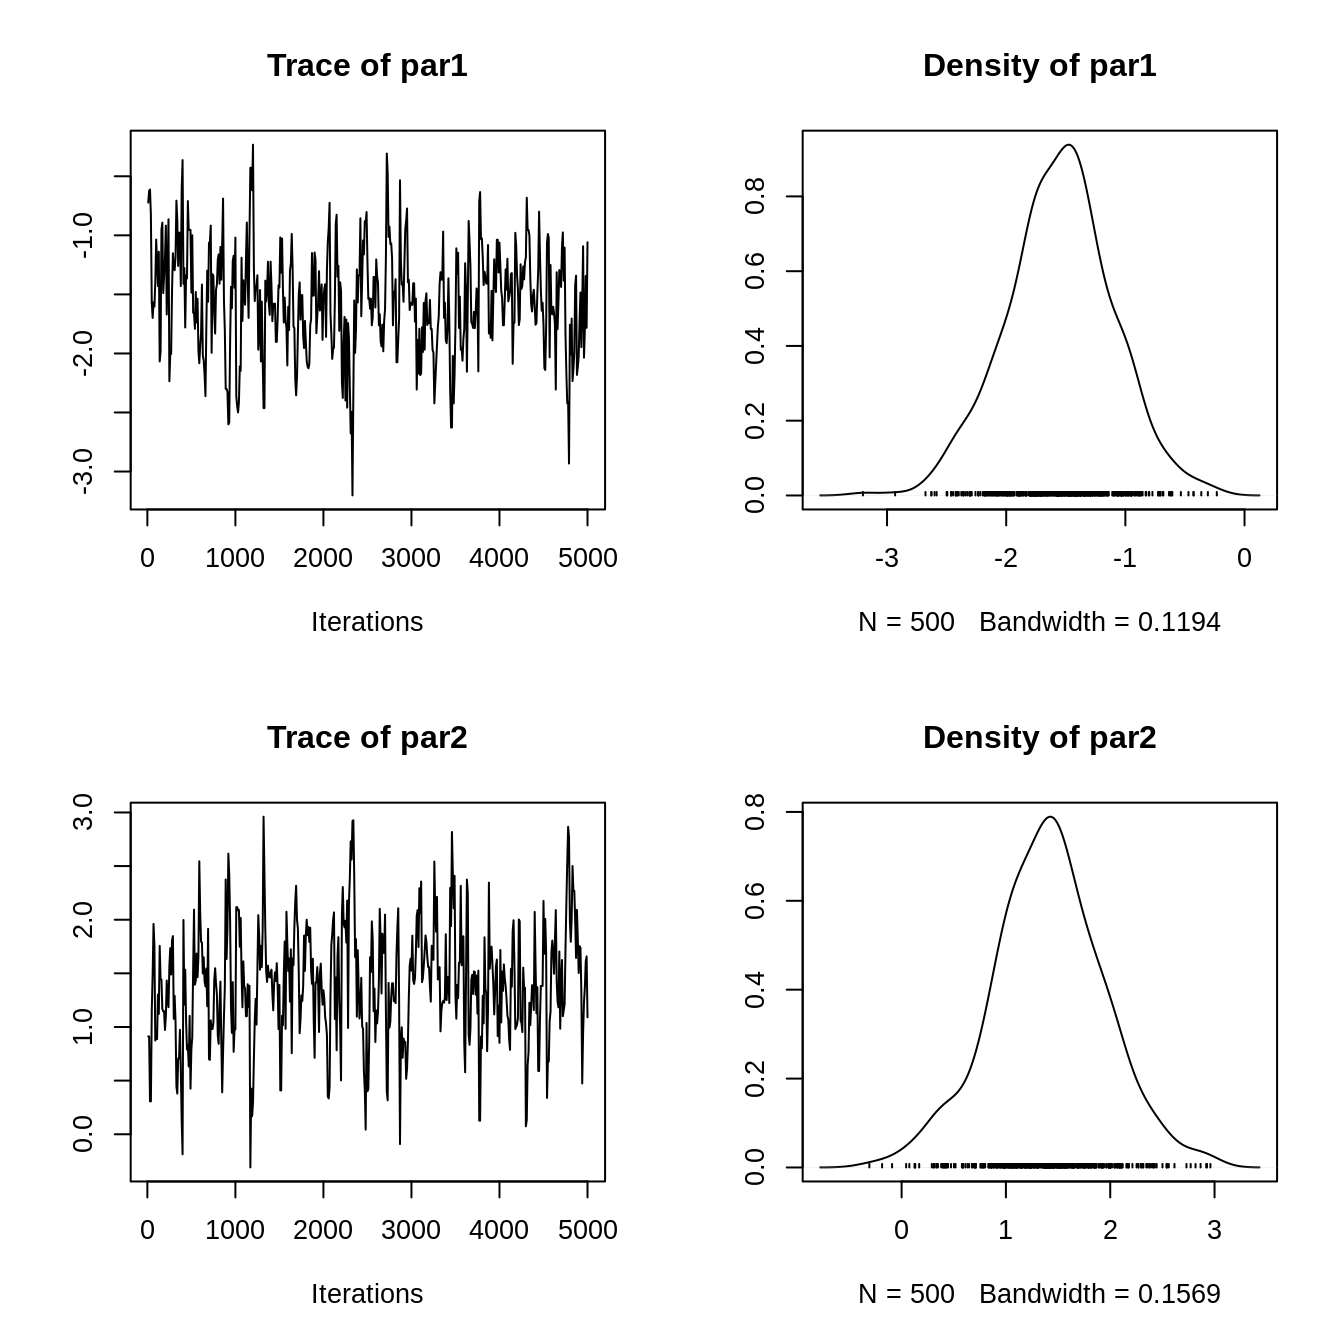 Trace of par1
-3.0 -2.0 -1.0
0 1000 2000 3000 4000 5000
Iterations
Density of par1
0.0 0.2 0.4 0.6 0.8
-3 -2 -1 0
N = 500 Bandwidth = 0.1194
Trace of par2
0.0 1.0 2.0 3.0
0 1000 2000 3000 4000 5000
Iterations
Density of par2
0.0 0.2 0.4 0.6 0.8
0 1 2 3
N = 500 Bandwidth = 0.1569